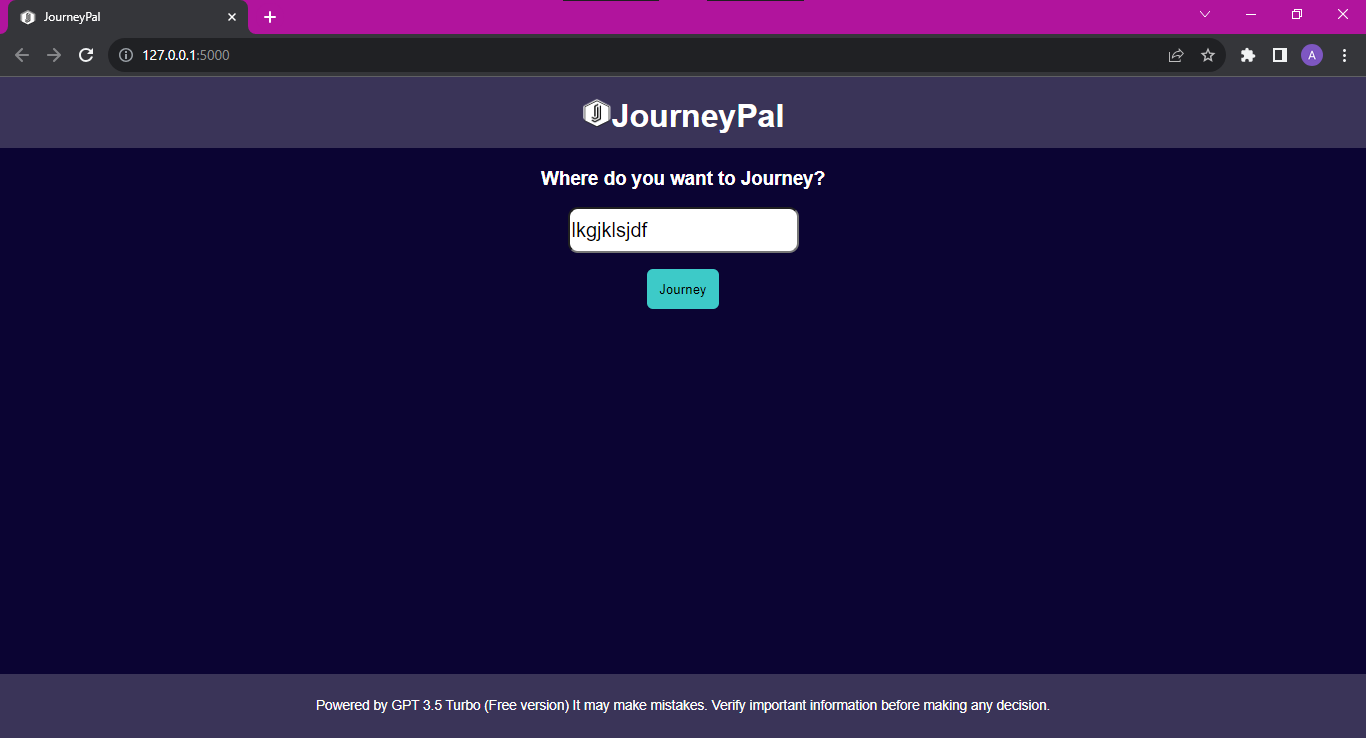 JourneyPal
127.0.0.1:5000
A
JourneyPal
Where do you want to Journey?
lkgjklsjdf
Journey
Powered by GPT 3.5 Turbo (Free version) It may make mistakes. Verify important information before making any decision.